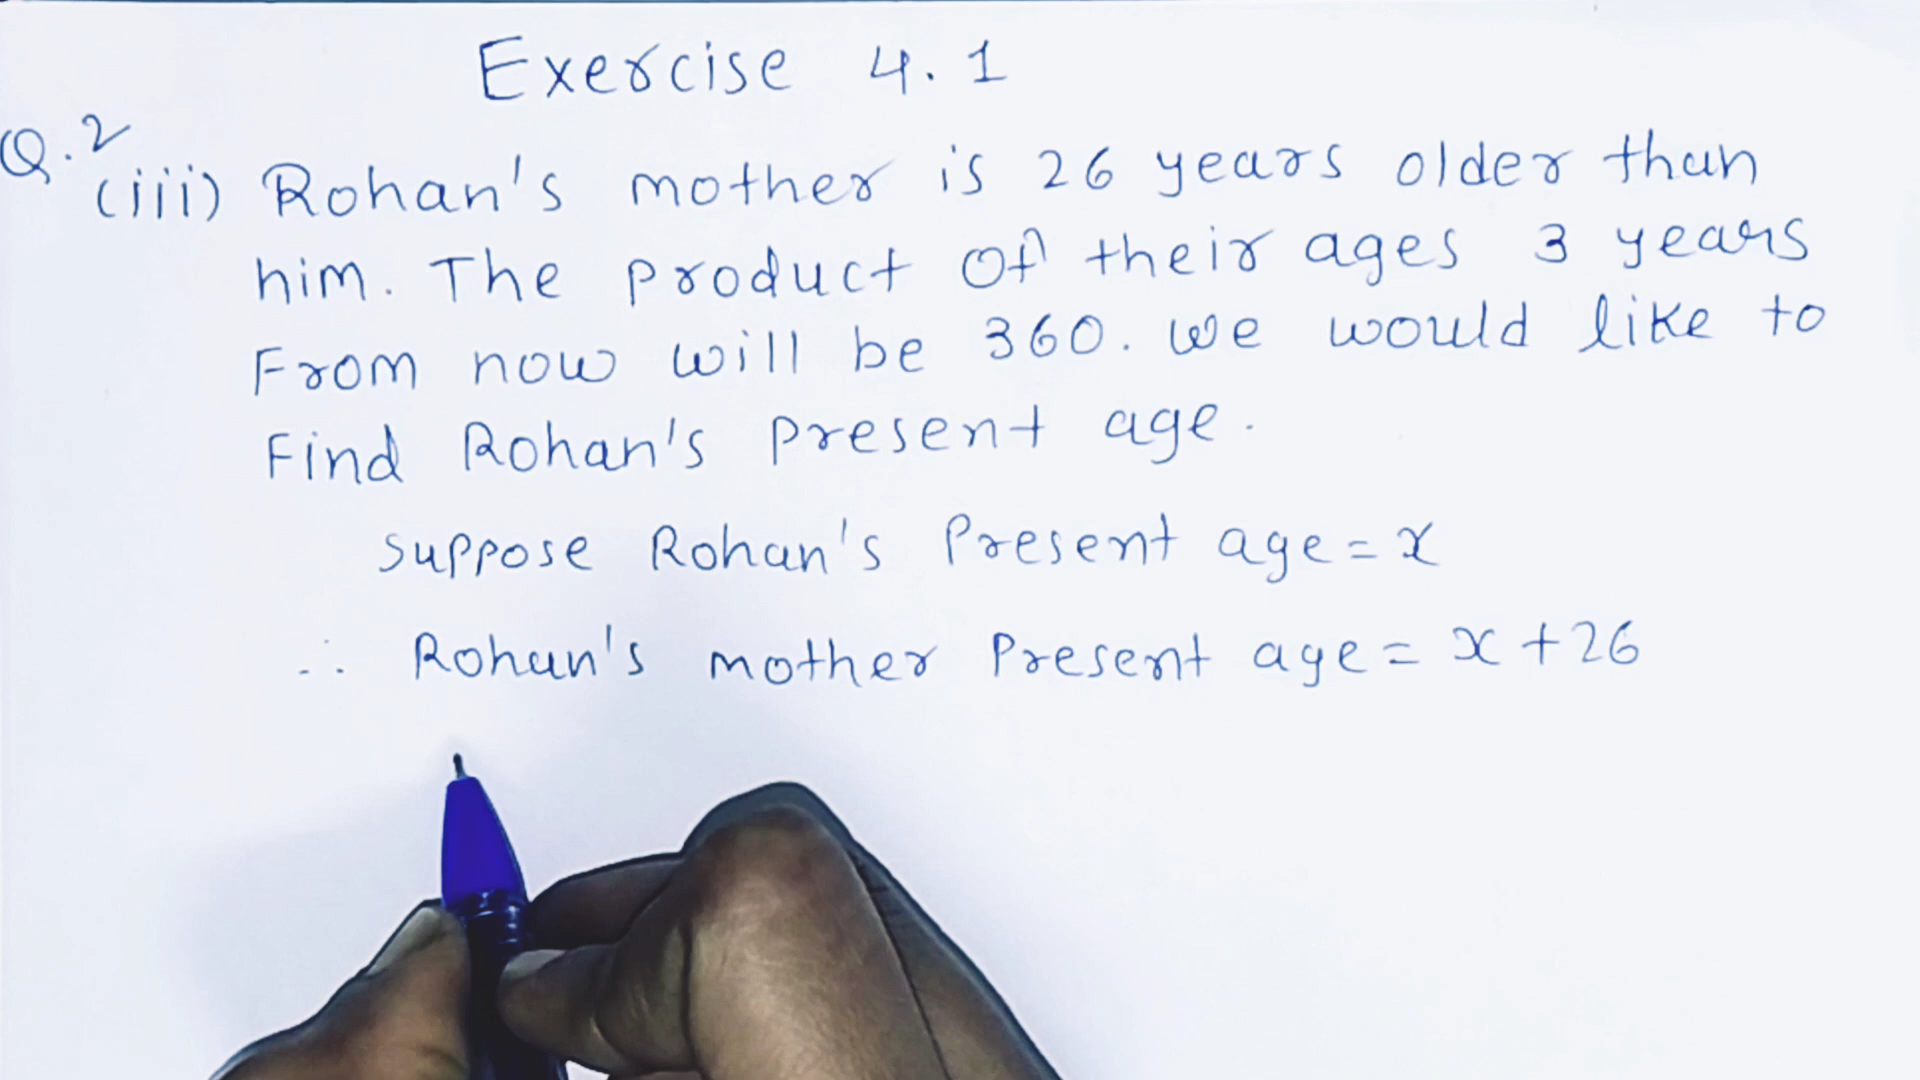 Exercise 4.1
Q.2
(iii) Rohan's mother is 26 years older than
him. The product of their ages 3 years
From now will be 360. we would like to
Find Rohan's present age.
suppose Rohan's Present age = x
∴ Rohan's mother Present age = x + 26